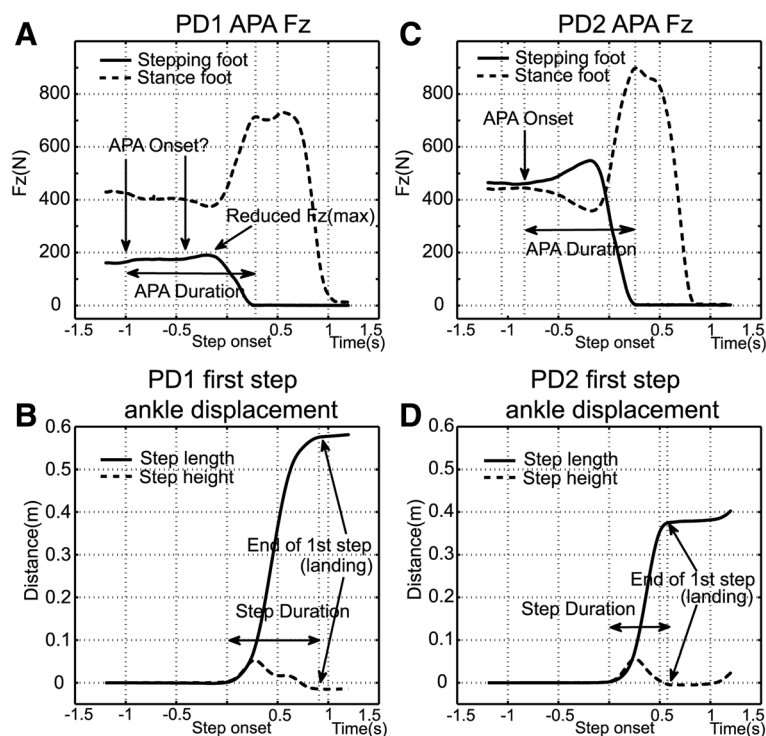 A
PD1 APA Fz
Stepping foot
Stance foot
800
600
400
200
0
Fz(N)
APA Onset?
Reduced Fz(max)
APA Duration
-1.5
-1
-0.5
0.5
1
1.5
Step onset
Time(s)
C
PD2 APA Fz
Stepping foot
Stance foot
800
600
400
200
0
Fz(N)
APA Onset
APA Duration
-1.5
-1
-0.5
0.5
1
1.5
Step onset
Time(s)
B
PD1 first step
ankle displacement
0.6
0.5
0.4
0.3
0.2
0.1
0
Distance(m)
Step length
Step height
End of 1st step
(landing)
Step Duration
-1.5
-1
-0.5
0.5
1
1.5
Step onset
Time(s)
D
PD2 first step
ankle displacement
0.6
0.5
0.4
0.3
0.2
0.1
0
Distance(m)
Step length
Step height
End of 1st step
(landing)
Step Duration
-1.5
-1
-0.5
0.5
1
1.5
Step onset
Time(s)